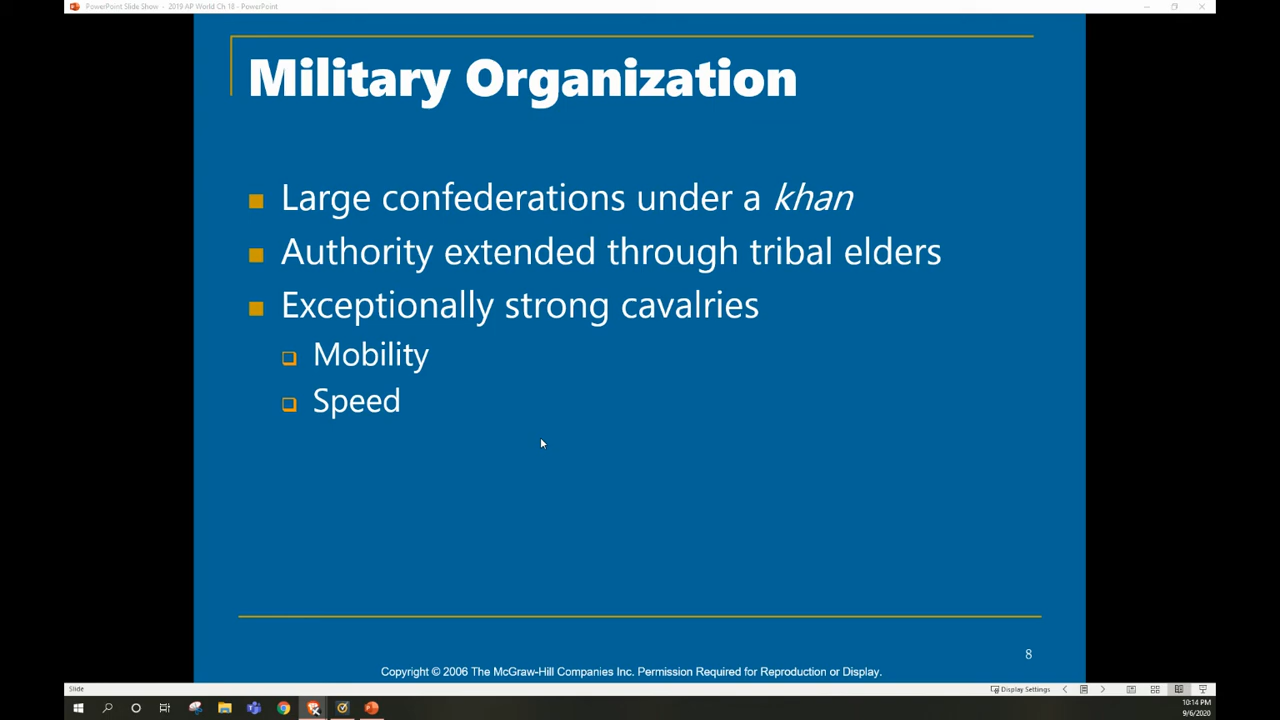 PowerPoint Slide Show - 2019 AP World Ch 18 - PowerPoint
Military Organization
Large confederations under a khan
Authority extended through tribal elders
Exceptionally strong cavalries
Mobility
Speed
8
Copyright © 2006 The McGraw-Hill Companies Inc. Permission Required for Reproduction or Display.
Slide
Display Settings
10:14 PM
9/6/2020